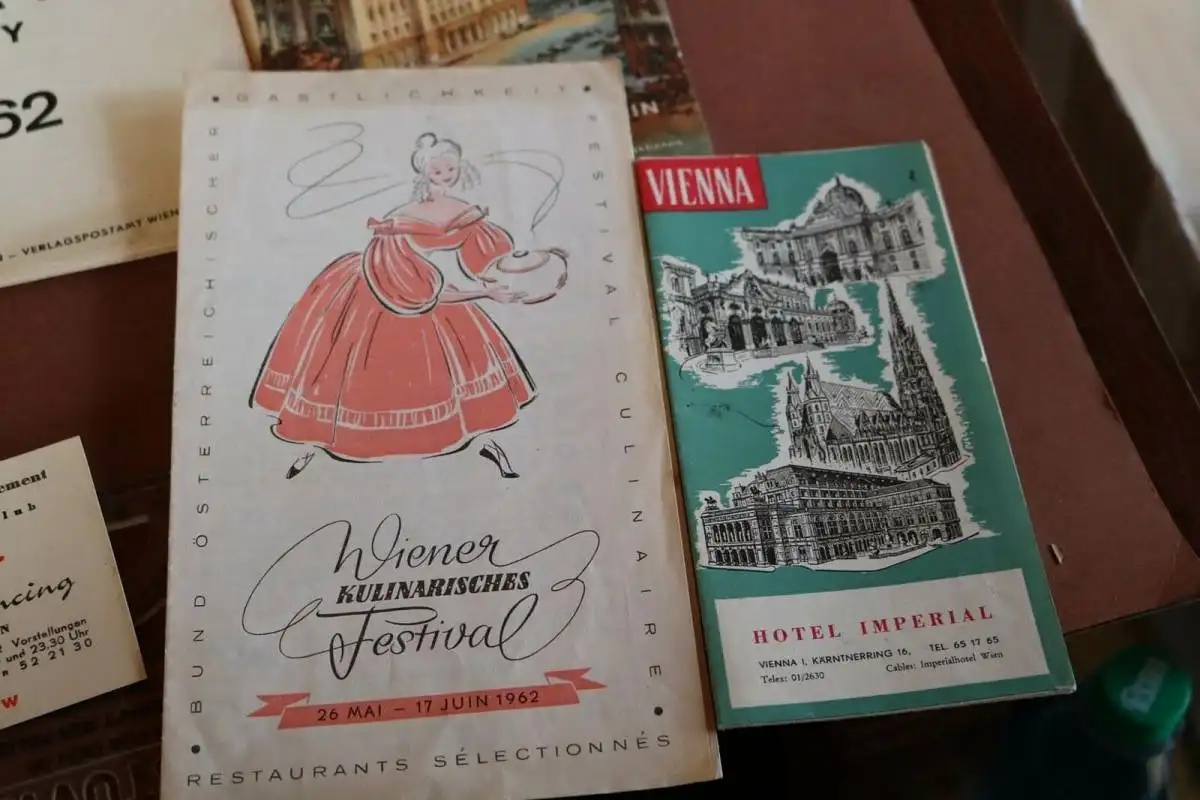 Y
62
– VERLAGSPOSTAMT WIEN
IN
GASTLICHKEIT
BUND ÖSTERREICHISCHER
FESTIVAL CULINAIRE
Wiener
KULINARISCHES
Festival
26 MAI – 17 JUIN 1962
RESTAURANTS SÉLECTIONNÉS
VIENNA
HOTEL IMPERIAL
VIENNA I, KÄRNTNERRING 16, TEL. 65 17 65
Telex: 01/2630 Cables: Imperialhotel Wien
ement
lub
ncing
N
Vorstellungen
und 23.30 Uhr
n 52 21 30
W